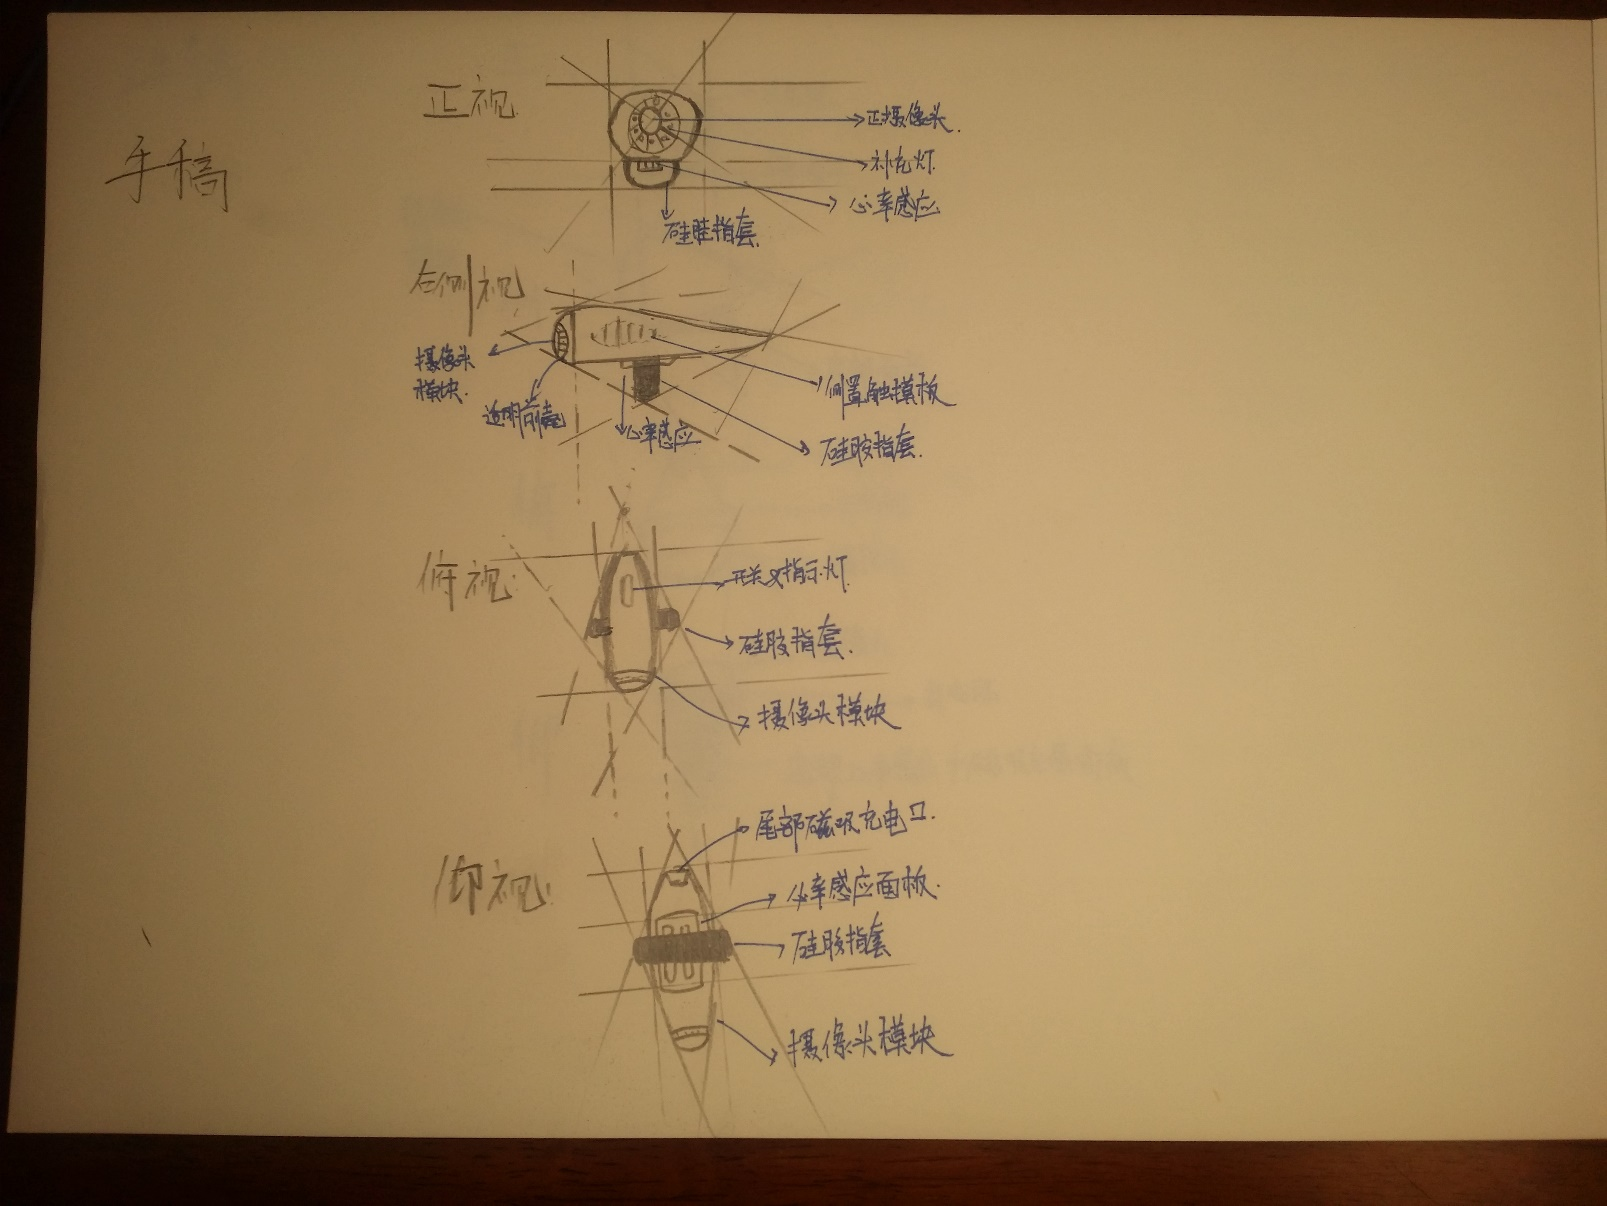 手稿
正视
正摄像头.
补充灯.
心率感应
硅胶指套.
右侧视
摄像头
模块.
透明前壳
心率感应
侧置触摸板
硅胶指套.
俯视:
开关及指示灯
硅胶指套.
摄像头模块
仰视:
尾部磁吸充电口.
心率感应面板.
硅胶指套
摄像头模块